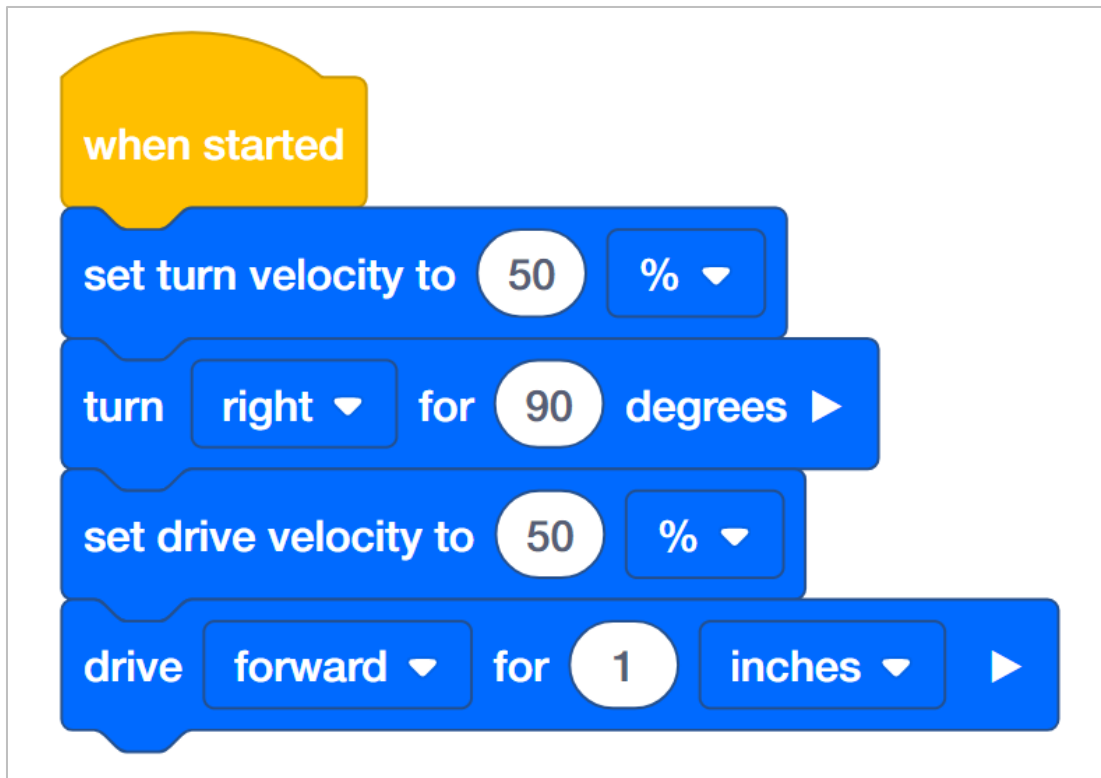 when started
set turn velocity to 50 %
turn right for 90 degrees
set drive velocity to 50 %
drive forward for 1 inches